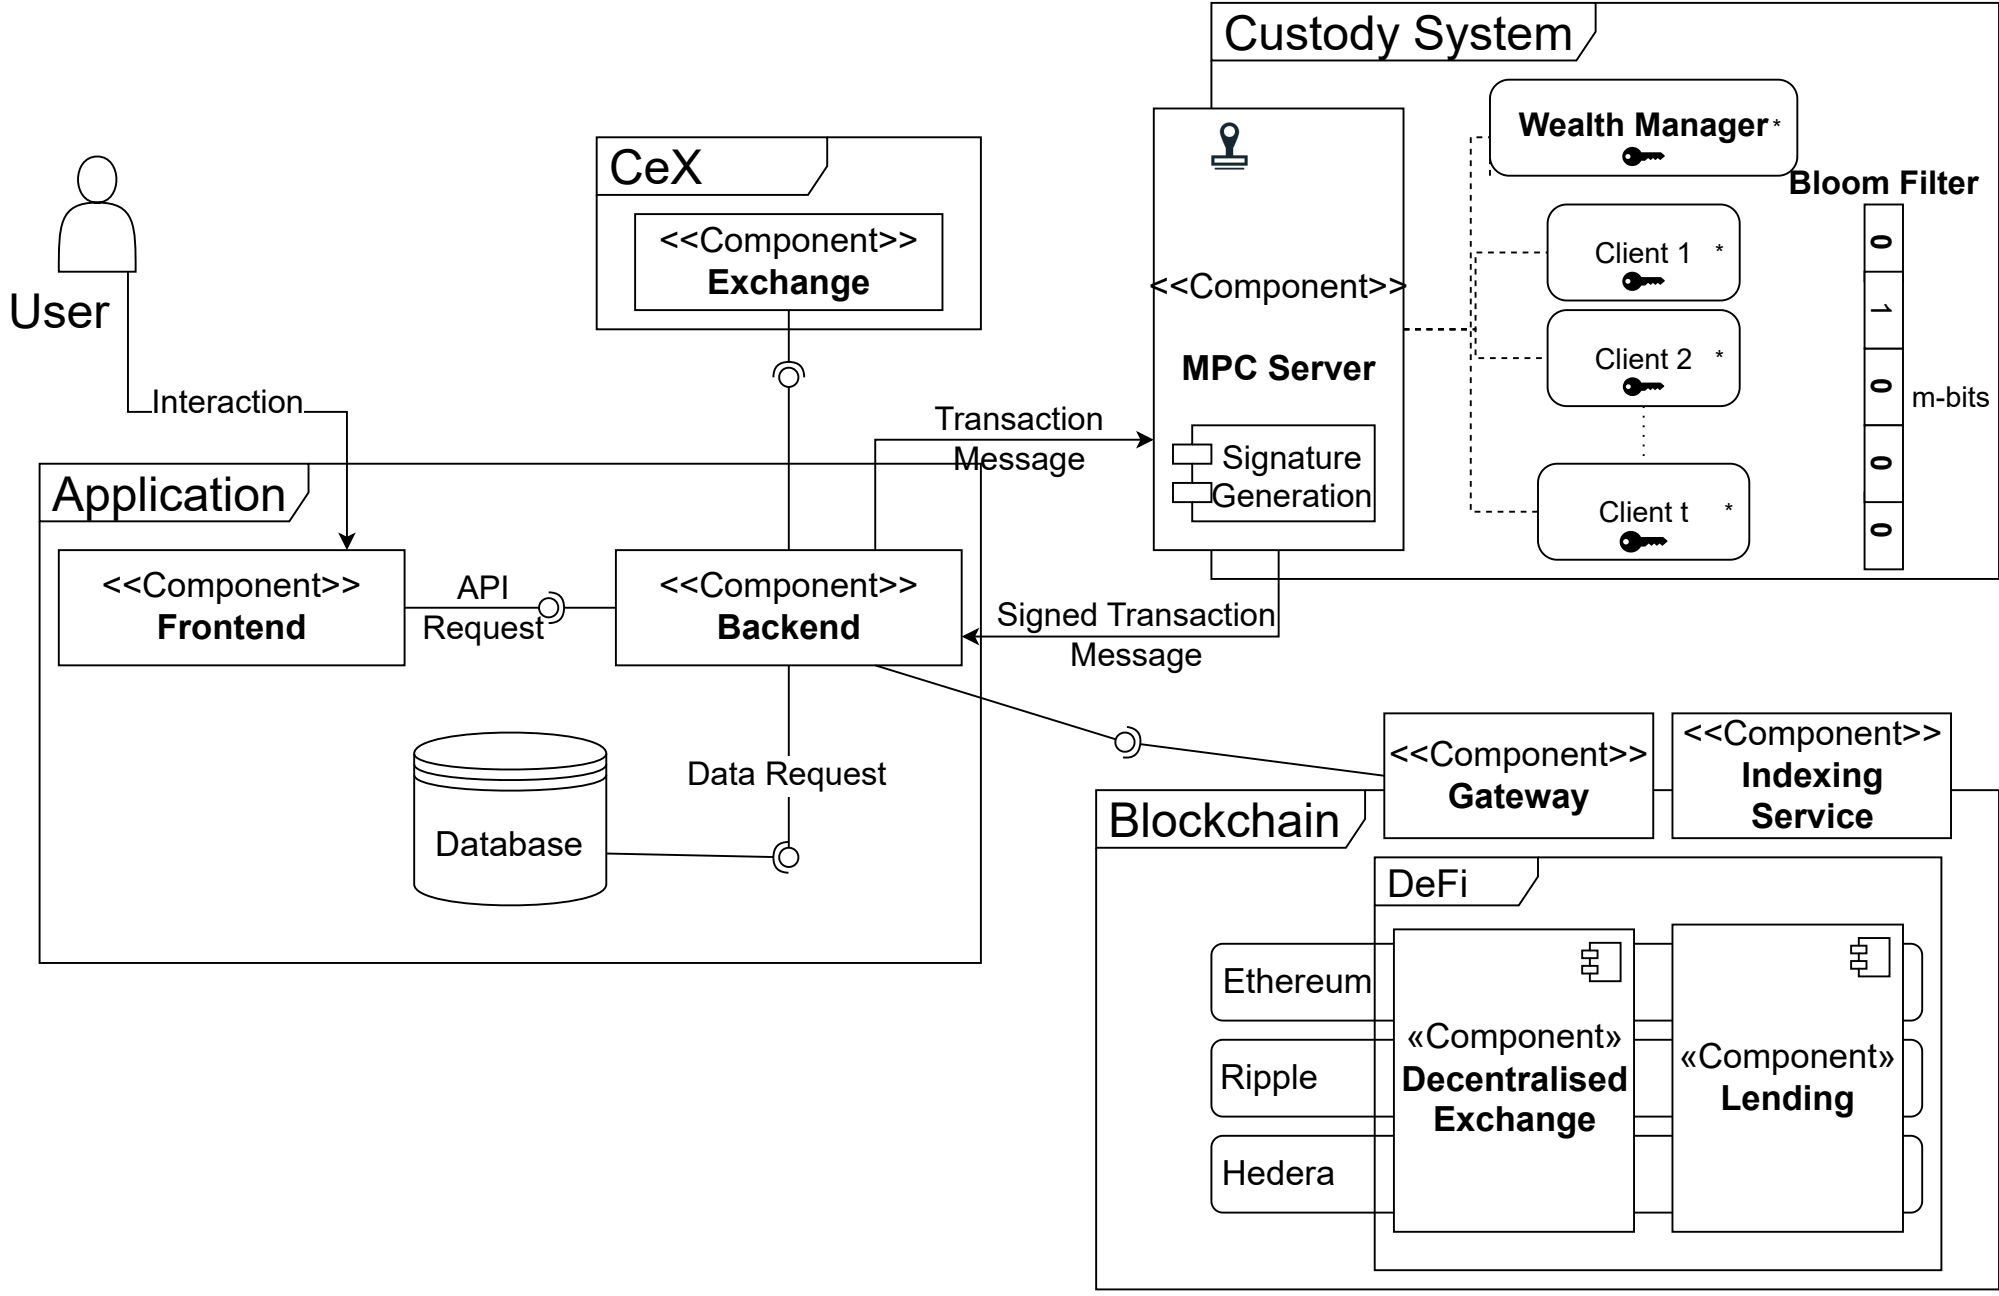 Custody System
Wealth Manager *
Bloom Filter
CeX
<<Component>>
Exchange
User
Interaction
<<Component>>
MPC Server
Signature
Generation
Client 1 *
Client 2 *
Client t *
0
1
0
0
0
m-bits
Transaction
Message
Application
<<Component>>
Frontend
API
Request
<<Component>>
Backend
Signed Transaction
Message
Data Request
Database
<<Component>>
Gateway
<<Component>>
Indexing
Service
Blockchain
DeFi
Ethereum
Ripple
Hedera
«Component»
Decentralised
Exchange
«Component»
Lending